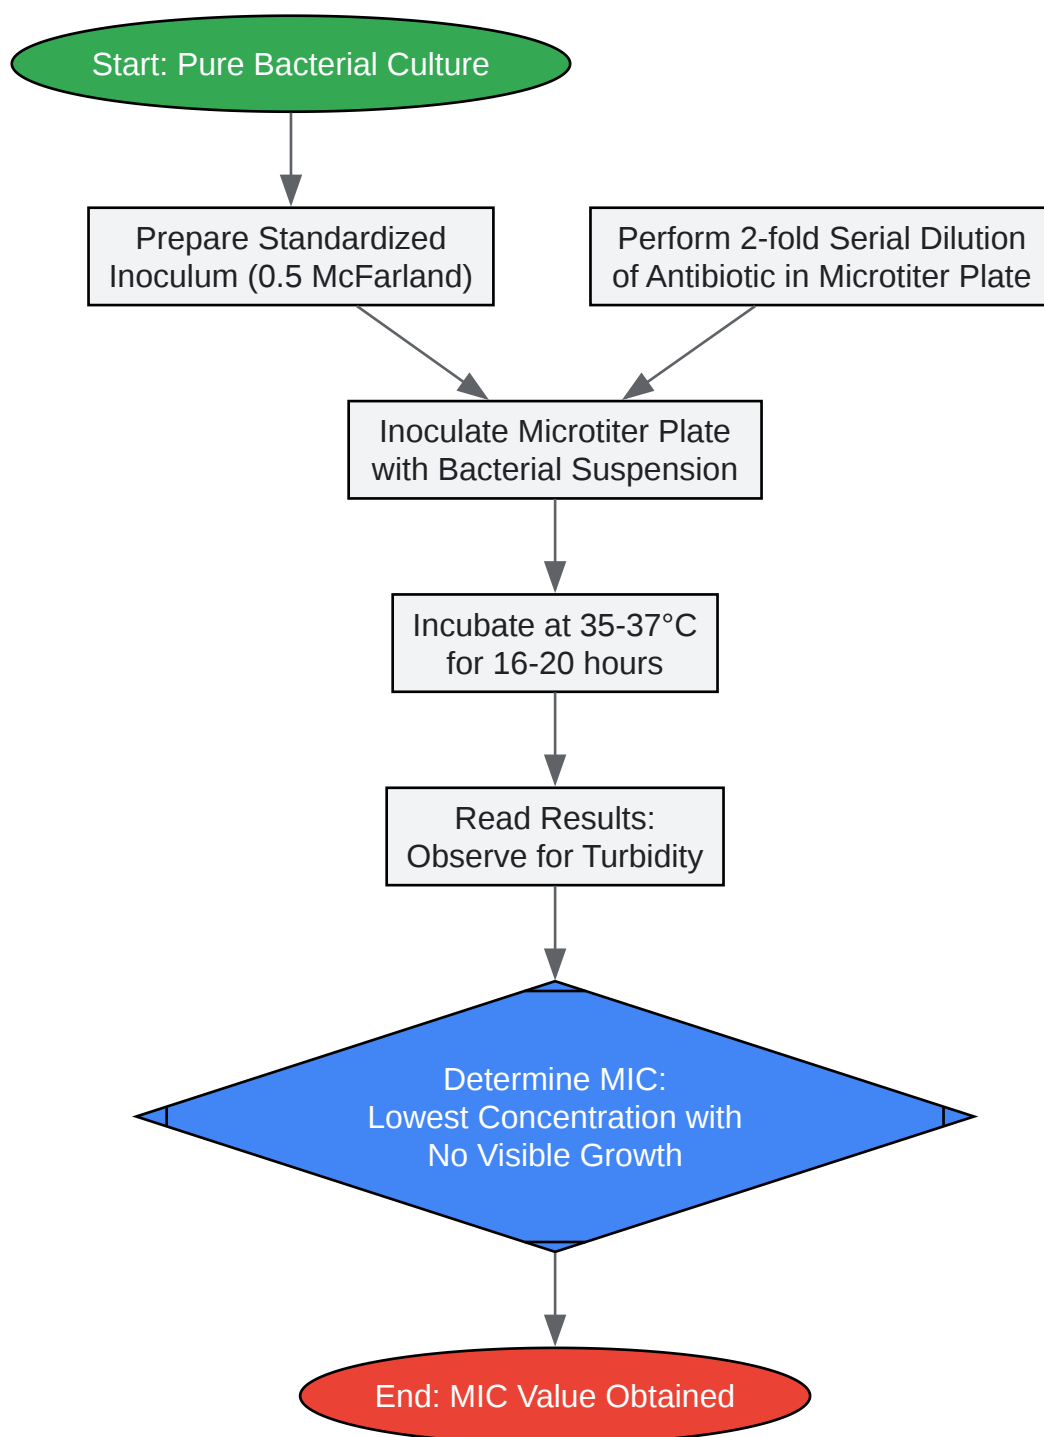 Start: Pure Bacterial Culture
Prepare Standardized
Inoculum (0.5 McFarland)
Perform 2-fold Serial Dilution
of Antibiotic in Microtiter Plate
Inoculate Microtiter Plate
with Bacterial Suspension
Incubate at 35-37°C
for 16-20 hours
Read Results:
Observe for Turbidity
Determine MIC:
Lowest Concentration with
No Visible Growth
End: MIC Value Obtained